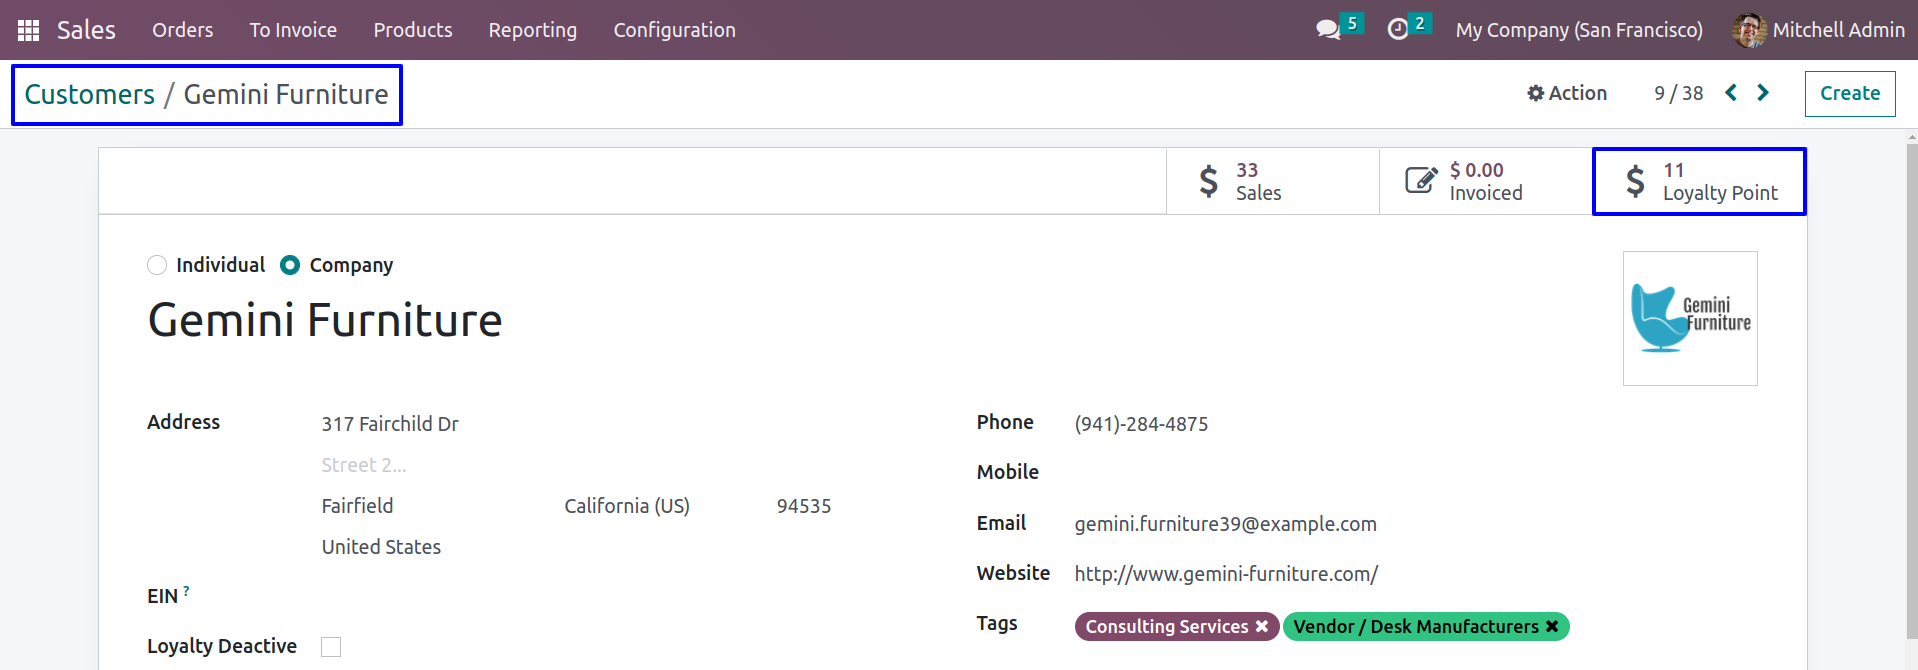 Sales Orders To Invoice Products Reporting Configuration 5 2 My Company (San Francisco) Mitchell Admin
Customers / Gemini Furniture Action 9 / 38 Create
33
Sales
$ 0.00
Invoiced
11
Loyalty Point
Individual Company
Gemini Furniture
Gemini
Furniture
Address 317 Fairchild Dr
Street 2...
Fairfield California (US) 94535
United States
EIN ?
Loyalty Deactive
Phone (941)-284-4875
Mobile
Email gemini.furniture39@example.com
Website http://www.gemini-furniture.com/
Tags Consulting Services ✖ Vendor / Desk Manufacturers ✖